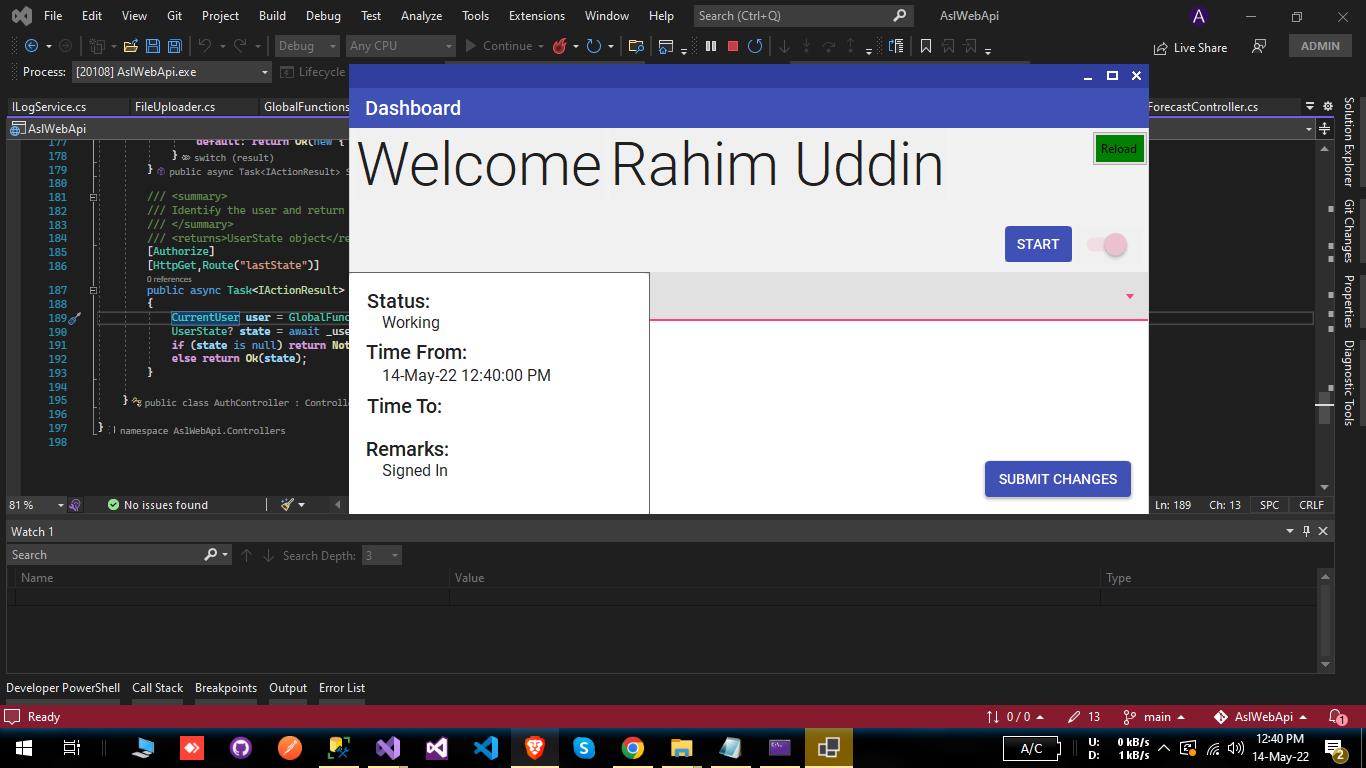 File Edit View Git Project Build Debug Test Analyze Tools Extensions Window Help Search (Ctrl+Q) AslWebApi A
Debug Any CPU Continue Live Share ADMIN
Process: [20108] AslWebApi.exe Lifecycle
ILogService.cs FileUploader.cs GlobalFunctions ForecastController.cs
AslWebApi
Dashboard
Welcome Rahim Uddin
Reload
START
Status:
Working
Time From:
14-May-22 12:40:00 PM
Time To:
Remarks:
Signed In
SUBMIT CHANGES
177 default: return Ok(new {
178 } switch (result)
179 } public async Task<IActionResult> S
180
181 /// <summary>
182 /// Identify the user and return
183 /// </summary>
184 /// <returns>UserState object</re
185 [Authorize]
186 [HttpGet,Route("lastState")]
0 references
187 public async Task<IActionResult>
188 {
189 CurrentUser user = GlobalFunc
190 UserState? state = await _use
191 if (state is null) return Not
192 else return Ok(state);
193 }
194
195 } public class AuthController : Controlle
196
197 } namespace AslWebApi.Controllers
198
Solution Explorer
Git Changes
Properties
Diagnostic Tools
81 % No issues found Ln: 189 Ch: 13 SPC CRLF
Watch 1
Search Search Depth: 3
Name Value Type
Developer PowerShell Call Stack Breakpoints Output Error List
Ready 0 / 0 13 main AslWebApi 1
A/C U: 0 kB/s 12:40 PM
D: 1 kB/s 14-May-22 2